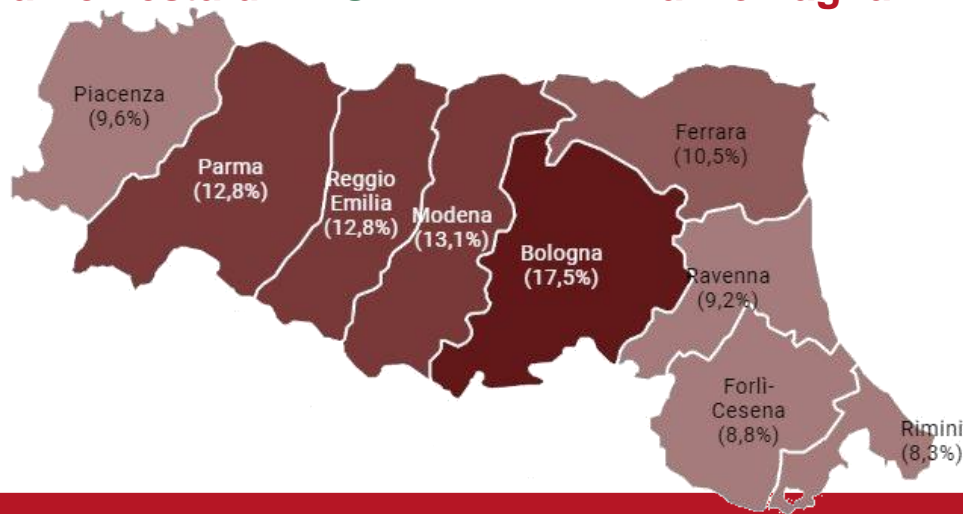 Piacenza
(9,6%)
Parma
(12,8%)
Reggio
Emilia
(12,8%)
Modena
(13,1%)
Bologna
(17,5%)
Ferrara
(10,5%)
Ravenna
(9,2%)
Forlì-
Cesena
(8,8%)
Rimini
(8,3%)